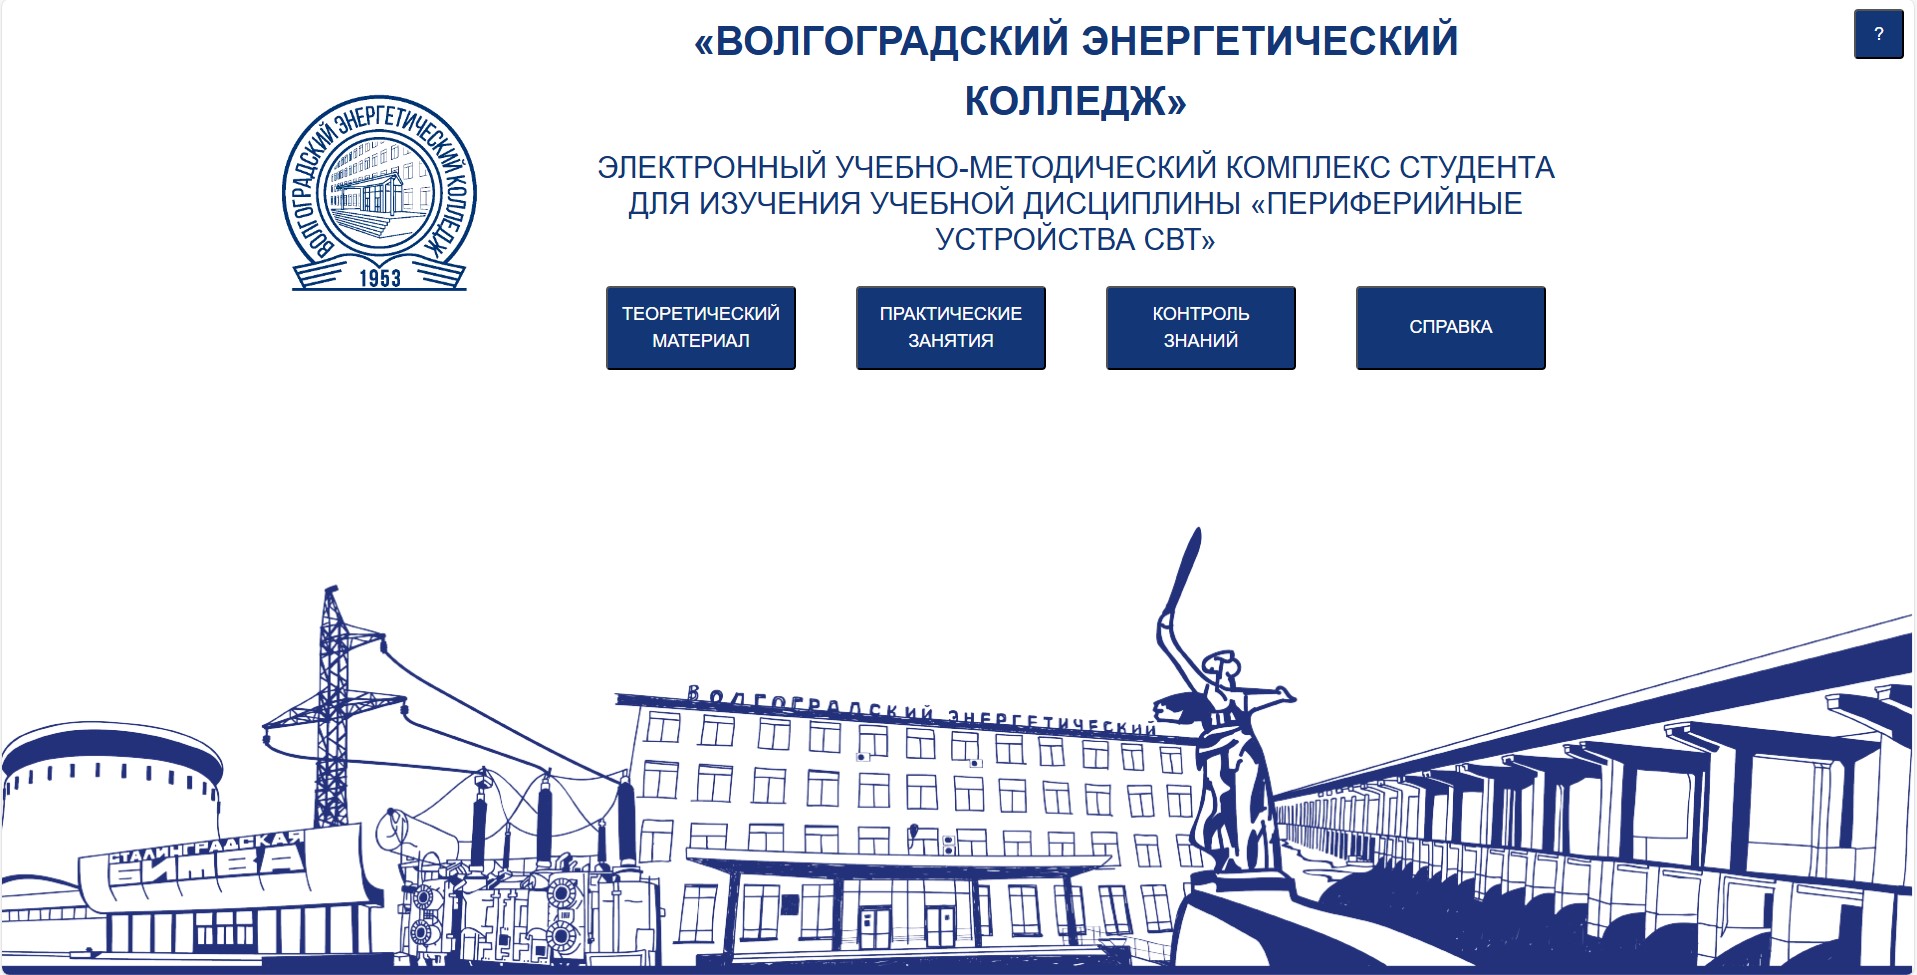 «ВОЛГОГРАДСКИЙ ЭНЕРГЕТИЧЕСКИЙ
КОЛЛЕДЖ»
?
ВОЛГОГРАДСКИЙ ЭНЕРГЕТИЧЕСКИЙ КОЛЛЕДЖ
1953
ЭЛЕКТРОННЫЙ УЧЕБНО-МЕТОДИЧЕСКИЙ КОМПЛЕКС СТУДЕНТА
ДЛЯ ИЗУЧЕНИЯ УЧЕБНОЙ ДИСЦИПЛИНЫ «ПЕРИФЕРИЙНЫЕ
УСТРОЙСТВА СВТ»
ТЕОРЕТИЧЕСКИЙ
МАТЕРИАЛ
ПРАКТИЧЕСКИЕ
ЗАНЯТИЯ
КОНТРОЛЬ
ЗНАНИЙ
СПРАВКА
ВОЛГОГРАДСКИЙ ЭНЕРГЕТИЧЕСКИЙ
СТАЛИНГРАДСКАЯ
БИТВА